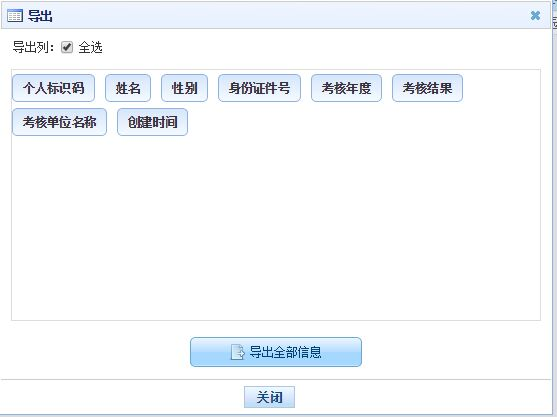 导出
导出列： 全选
个人标识码 姓名 性别 身份证件号 考核年度 考核结果
考核单位名称 创建时间
导出全部信息
关闭